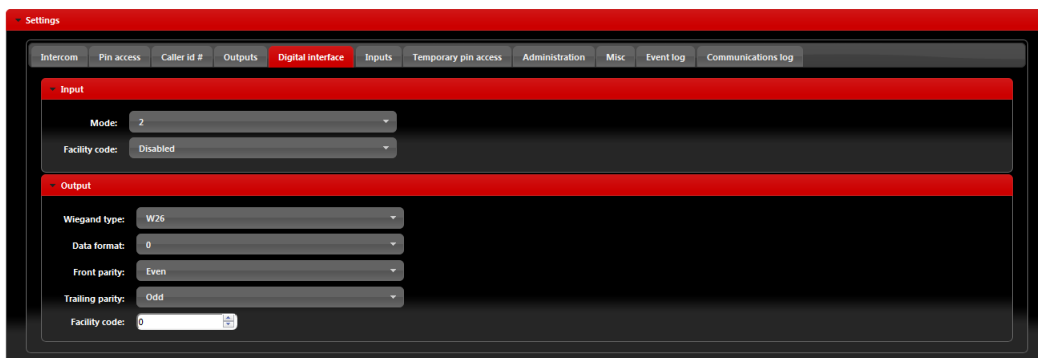 Settings
Intercom Pin access Caller id # Outputs Digital interface Inputs Temporary pin access Administration Misc Event log Communications log
Input
Mode: 2
Facility code: Disabled
Output
Wiegand type: W26
Data format: 0
Front parity: Even
Trailing parity: Odd
Facility code: 0